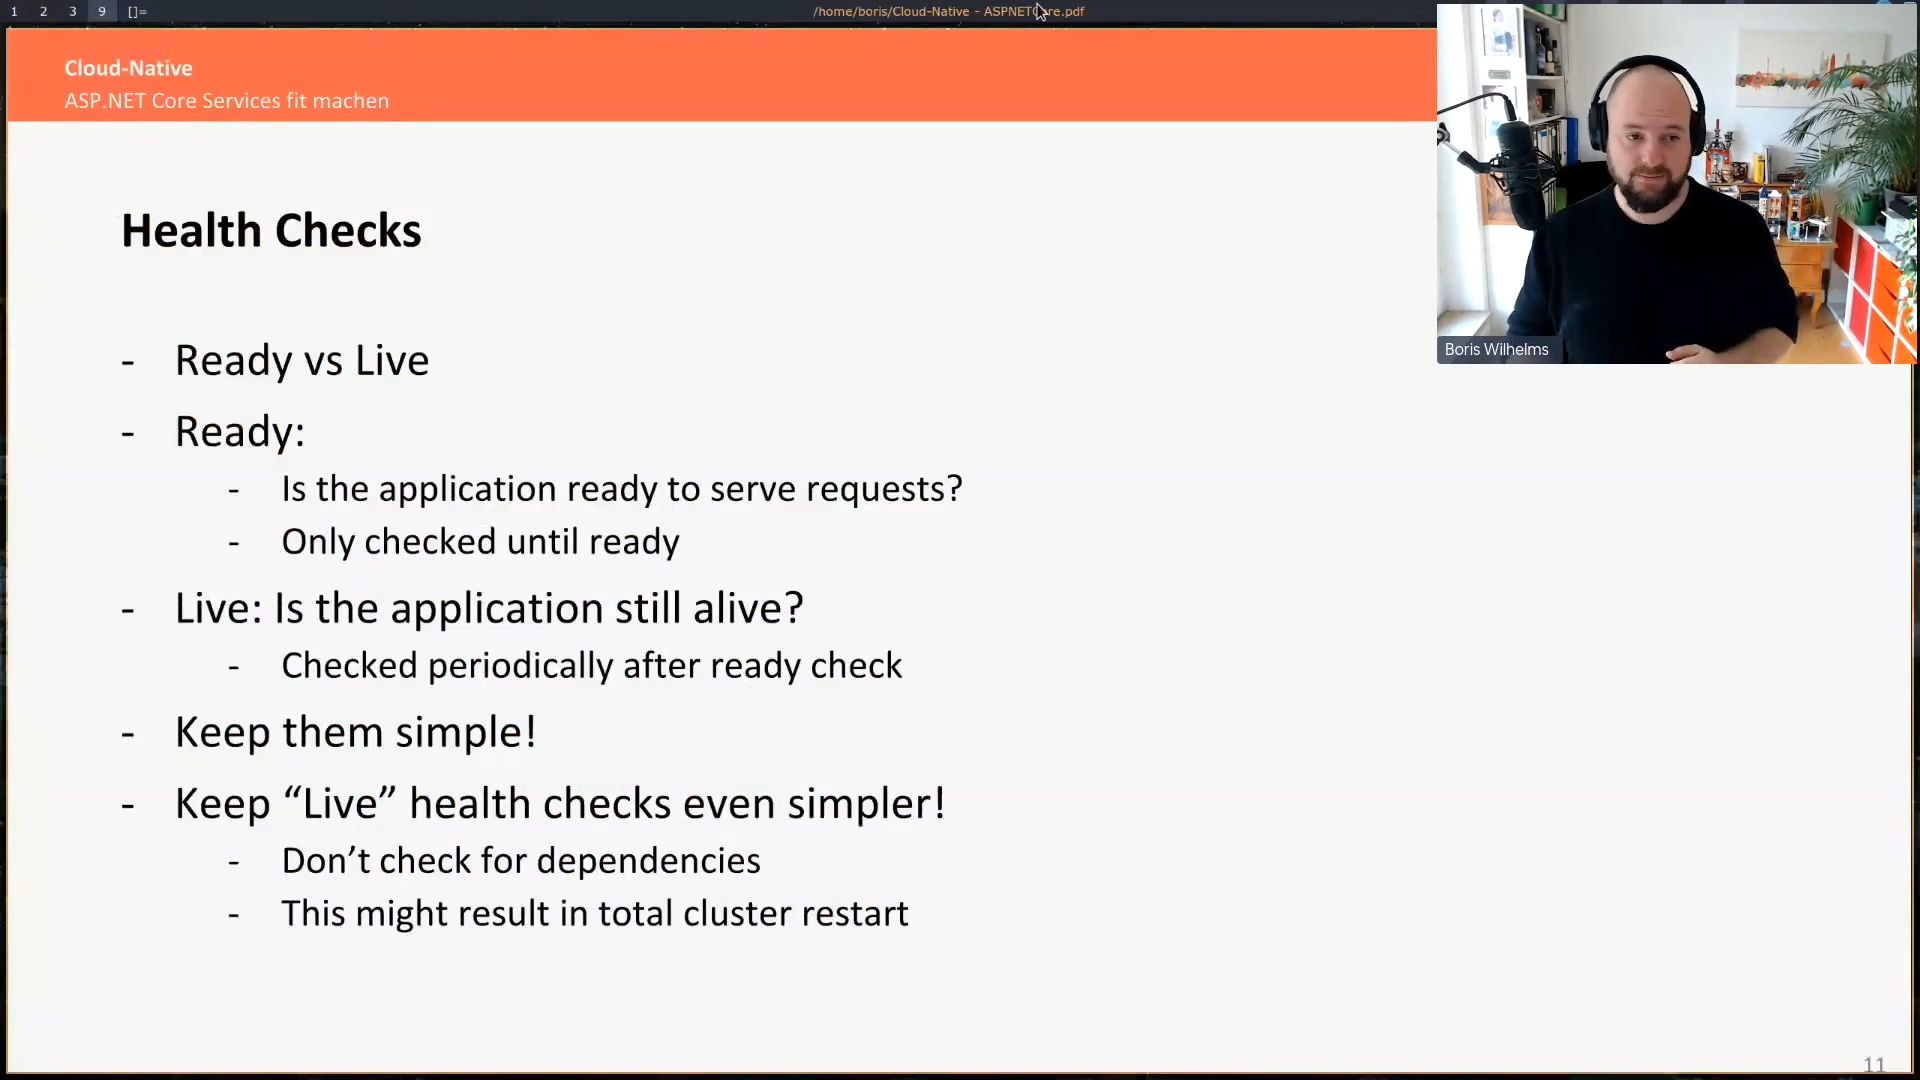 1 2 3 9 []= /home/boris/Cloud-Native - ASPNETCore.pdf
Cloud-Native
ASP.NET Core Services fit machen
Health Checks
- Ready vs Live
- Ready:
- Is the application ready to serve requests?
- Only checked until ready
- Live: Is the application still alive?
- Checked periodically after ready check
- Keep them simple!
- Keep “Live” health checks even simpler!
- Don’t check for dependencies
- This might result in total cluster restart
Boris Wilhelms
11